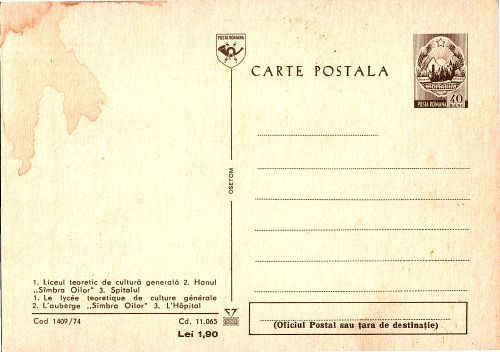 POSTA ROMANA
CARTE POSTALA
POSTA ROMANA 40 BANI
OSETOM
1. Liceul teoretic de cultură generală 2. Hanul
„Sîmbra Oilor" 3. Spitalul
1. Le lycée teoretique de culture générale
2. L'auberge „Simbra Oilor" 3. L'Hôpital
Cod 1409/74 Cd. 11.065
Lei 1,90
(Oficiul Postal sau țara de destinație)